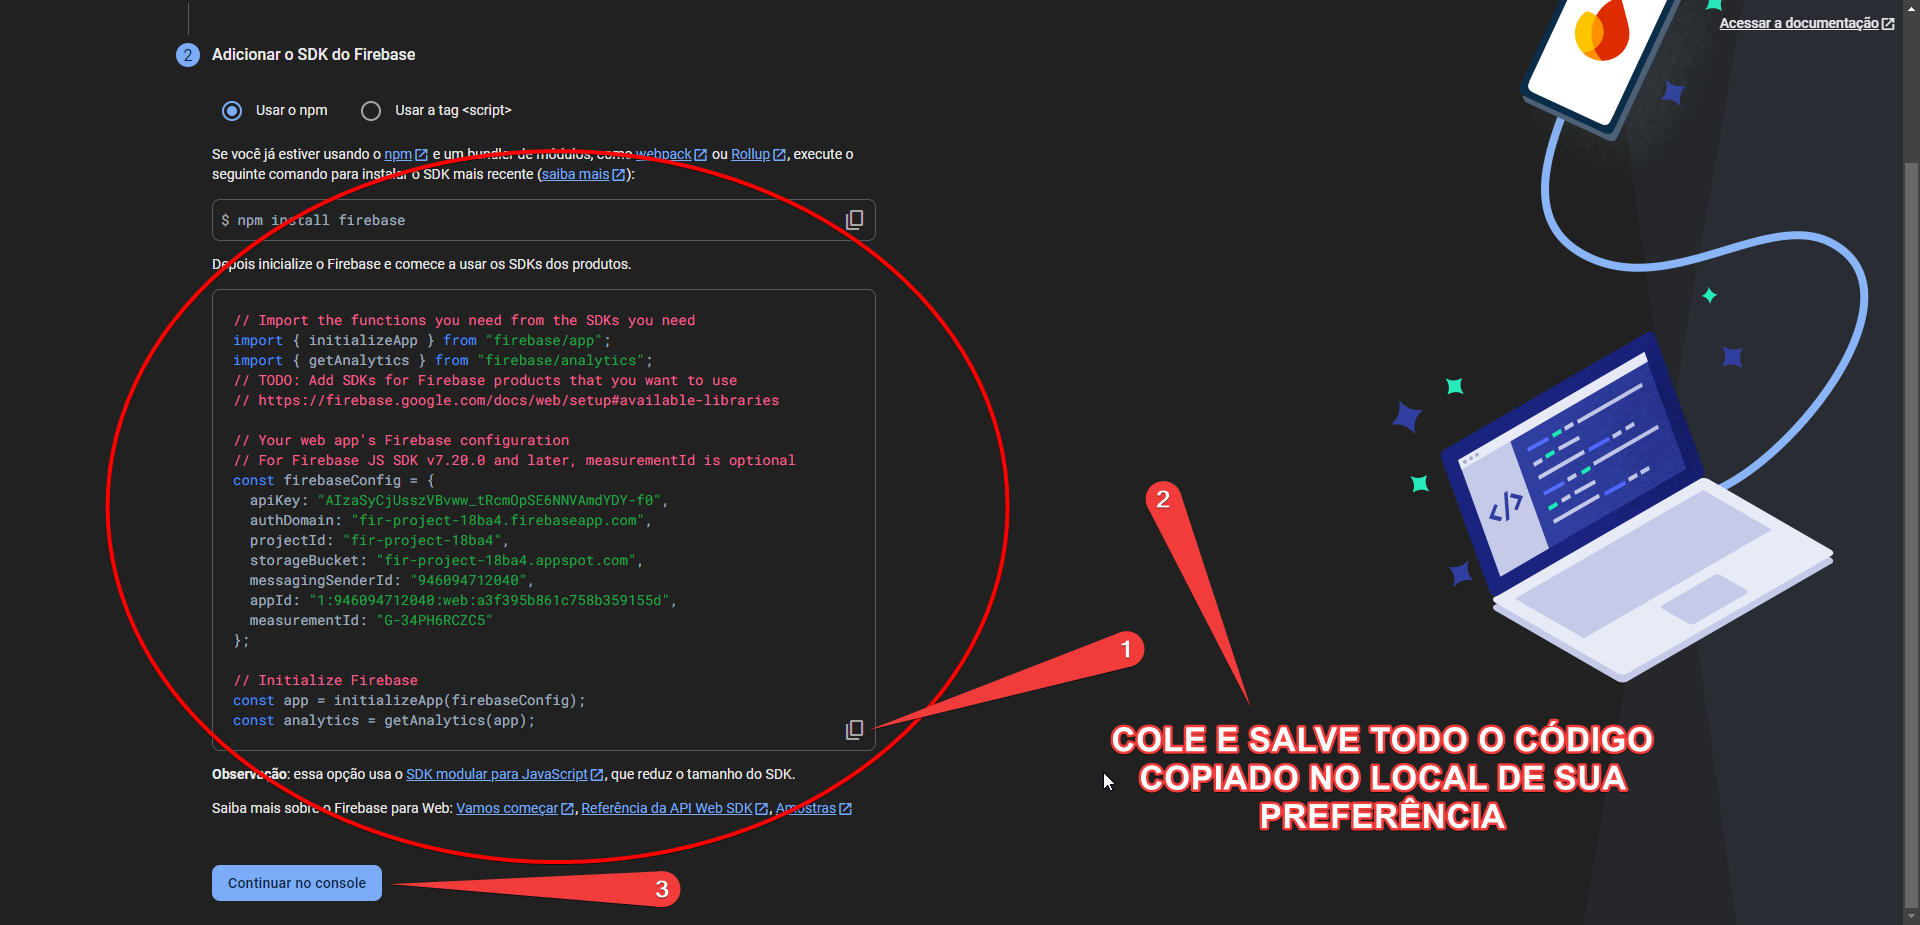 Acessar a documentação
2 Adicionar o SDK do Firebase
Usar o npm Usar a tag <script>
Se você já estiver usando o npm e um bundler de módulos, como webpack ou Rollup, execute o
seguinte comando para instalar o SDK mais recente (saiba mais):
$ npm install firebase
Depois inicialize o Firebase e comece a usar os SDKs dos produtos.
// Import the functions you need from the SDKs you need
import { initializeApp } from "firebase/app";
import { getAnalytics } from "firebase/analytics";
// TODO: Add SDKs for Firebase products that you want to use
// https://firebase.google.com/docs/web/setup#available-libraries
// Your web app's Firebase configuration
// For Firebase JS SDK v7.20.0 and later, measurementId is optional
const firebaseConfig = {
apiKey: "AIzaSyCjUsszVBvww_tRcmOpSE6NNVAmdYDY-f0",
authDomain: "fir-project-18ba4.firebaseapp.com",
projectId: "fir-project-18ba4",
storageBucket: "fir-project-18ba4.appspot.com",
messagingSenderId: "946094712040",
appId: "1:946094712040:web:a3f395b861c758b359155d",
measurementId: "G-34PH6RCZC5"
};
// Initialize Firebase
const app = initializeApp(firebaseConfig);
const analytics = getAnalytics(app);
1
2
COLE E SALVE TODO O CÓDIGO
COPIADO NO LOCAL DE SUA
PREFERÊNCIA
</>
Observação: essa opção usa o SDK modular para JavaScript, que reduz o tamanho do SDK.
Saiba mais sobre o Firebase para Web: Vamos começar, Referência da API Web SDK, Amostras
Continuar no console
3